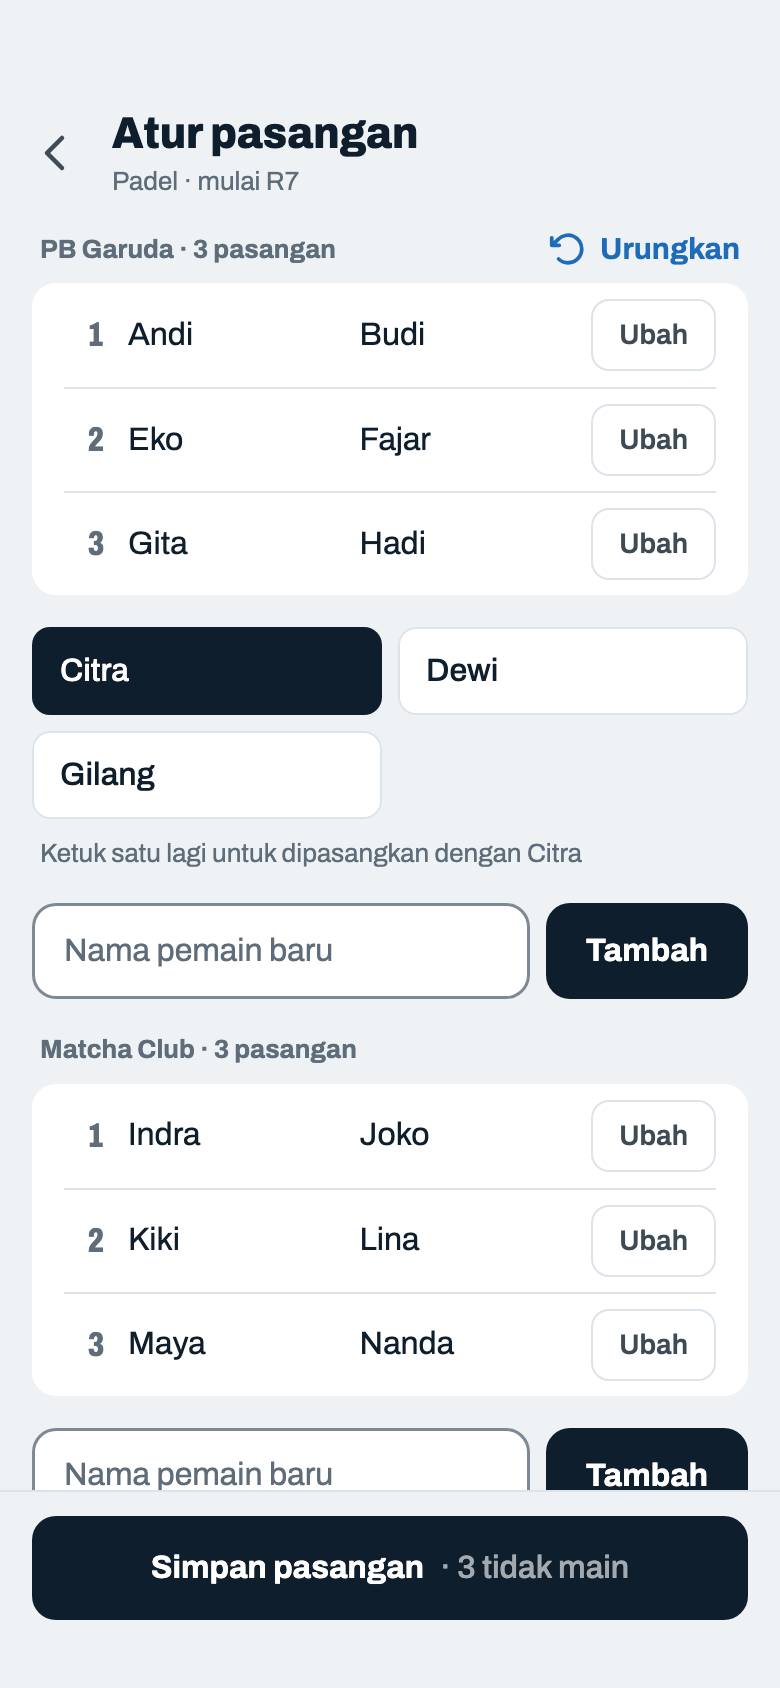 Atur pasangan
Padel · mulai R7
PB Garuda · 3 pasangan Urungkan
1 Andi Budi Ubah
2 Eko Fajar Ubah
3 Gita Hadi Ubah
Citra Dewi
Gilang
Ketuk satu lagi untuk dipasangkan dengan Citra
Nama pemain baru Tambah
Matcha Club · 3 pasangan
1 Indra Joko Ubah
2 Kiki Lina Ubah
3 Maya Nanda Ubah
Nama pemain baru Tambah
Simpan pasangan · 3 tidak main